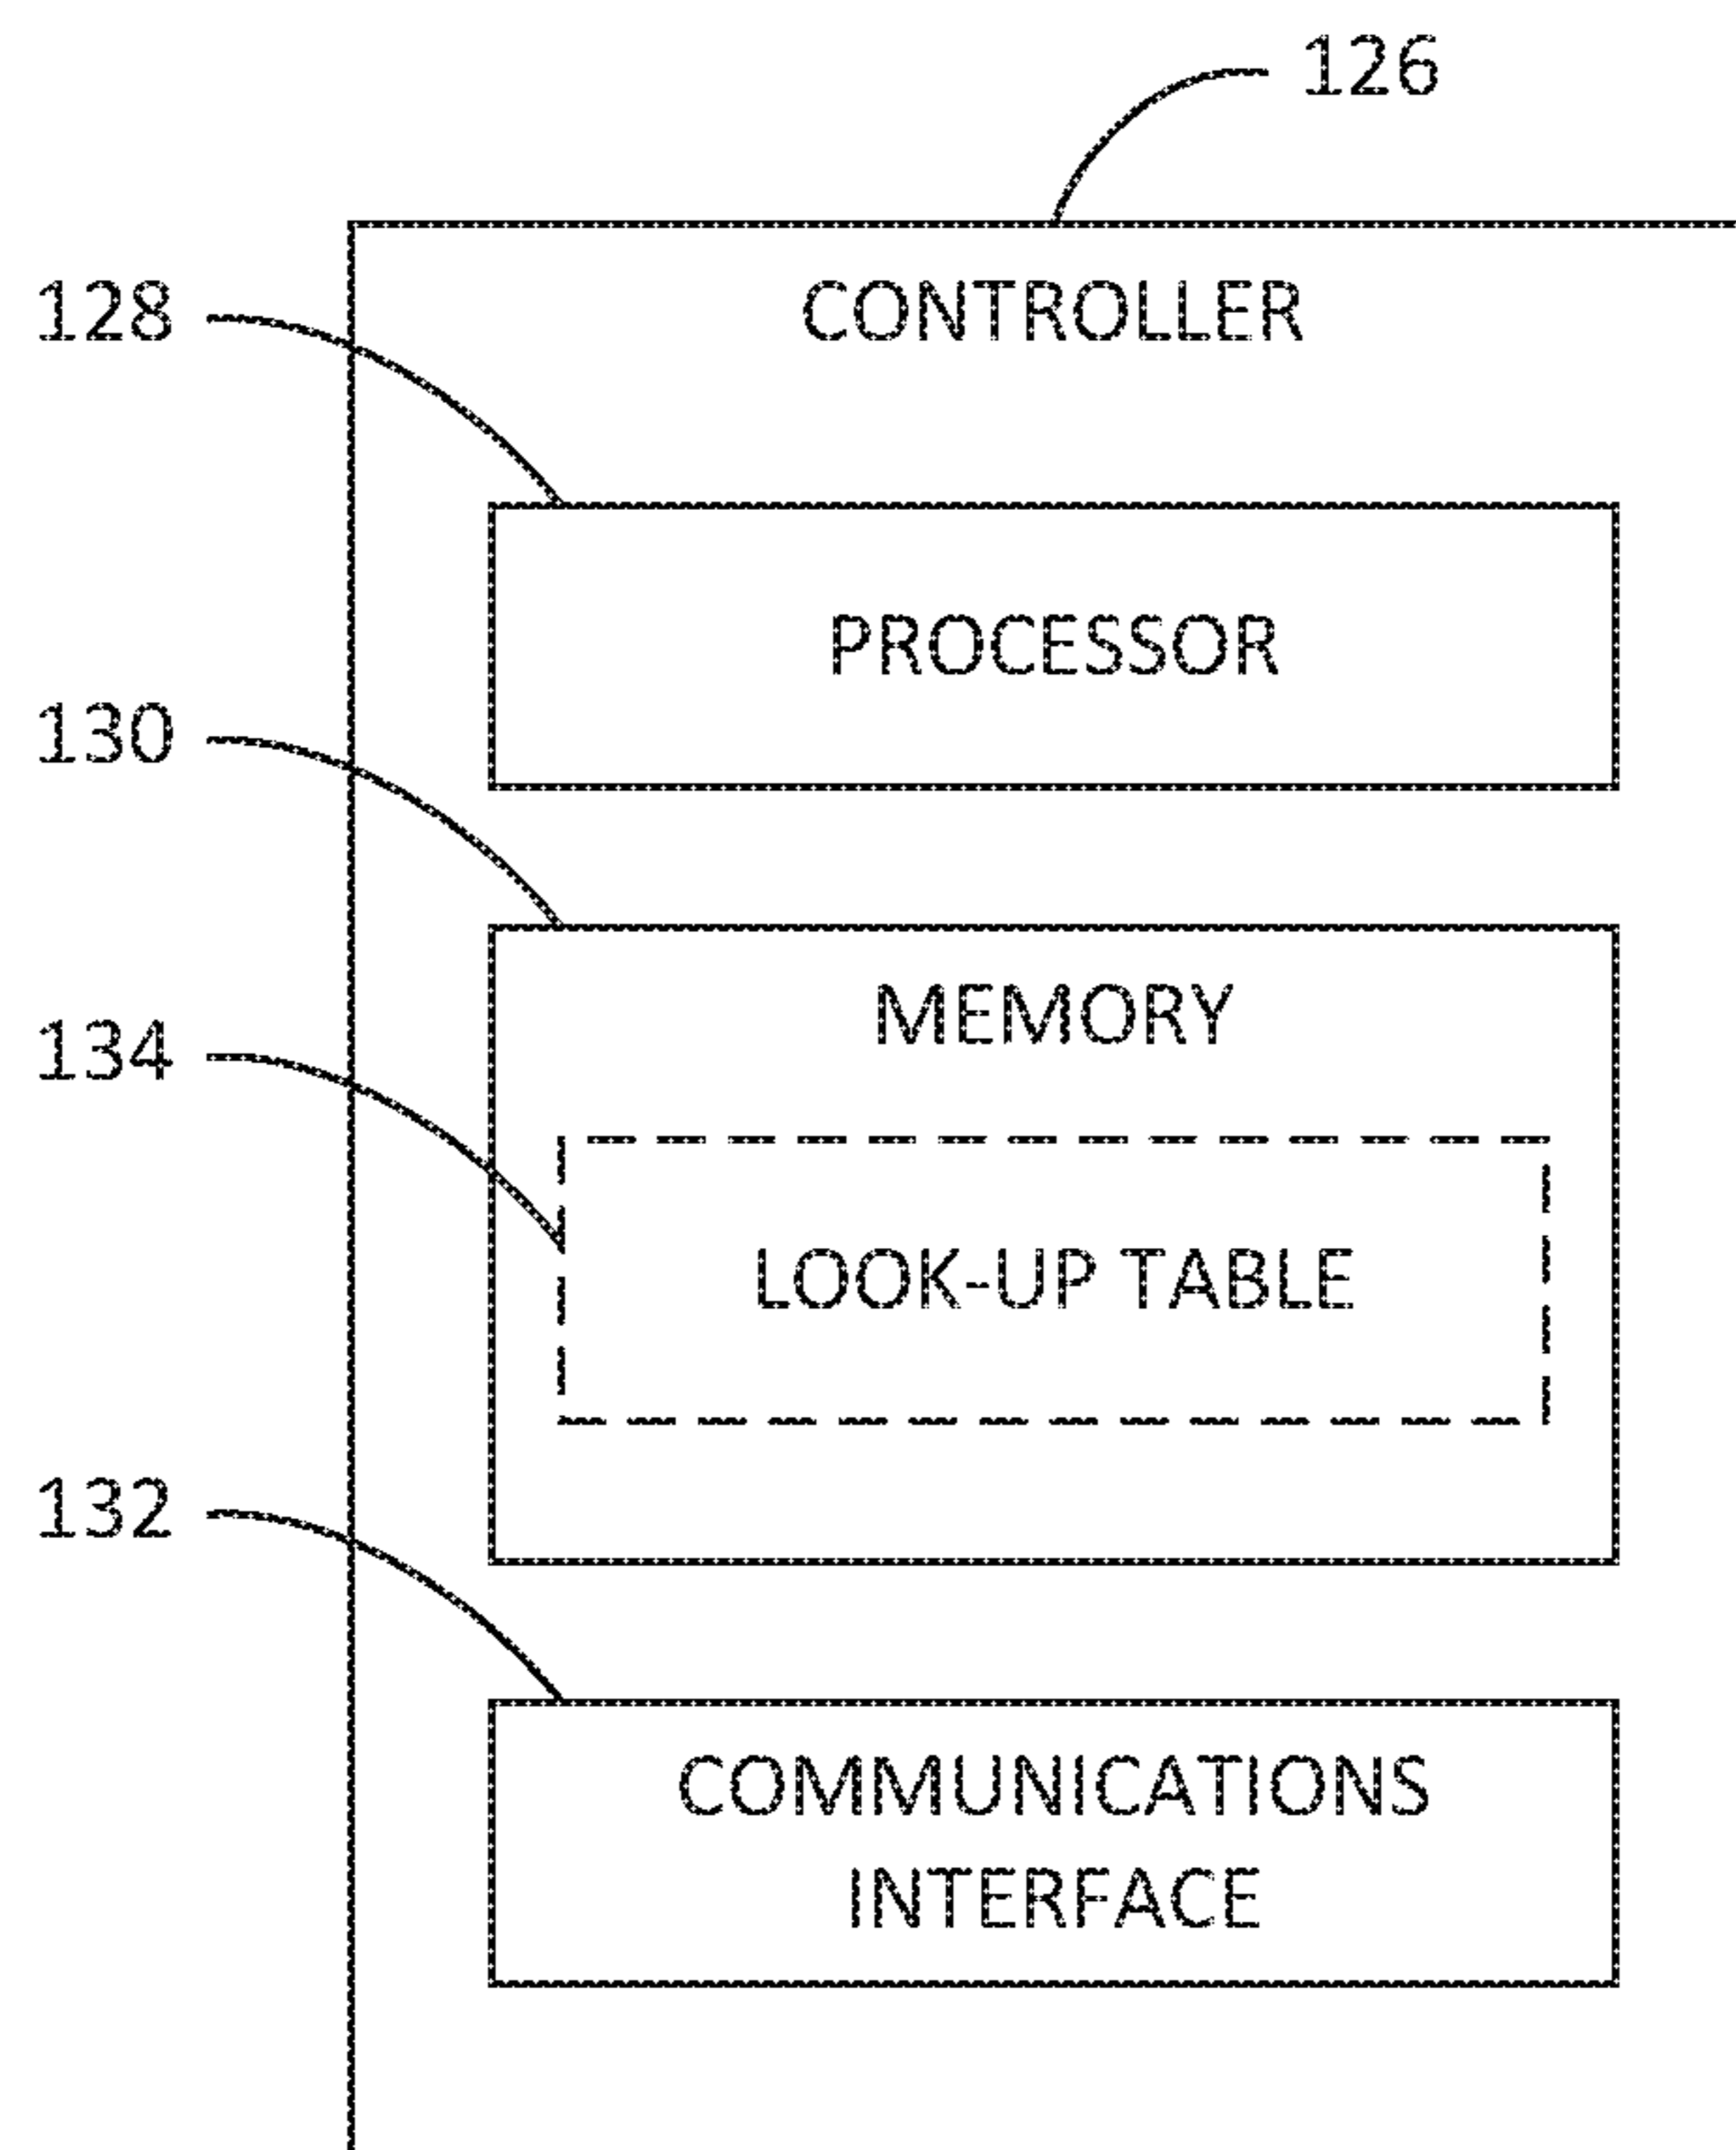 126
CONTROLLER
128
PROCESSOR
130
MEMORY
134
LOOK-UP TABLE
132
COMMUNICATIONS
INTERFACE